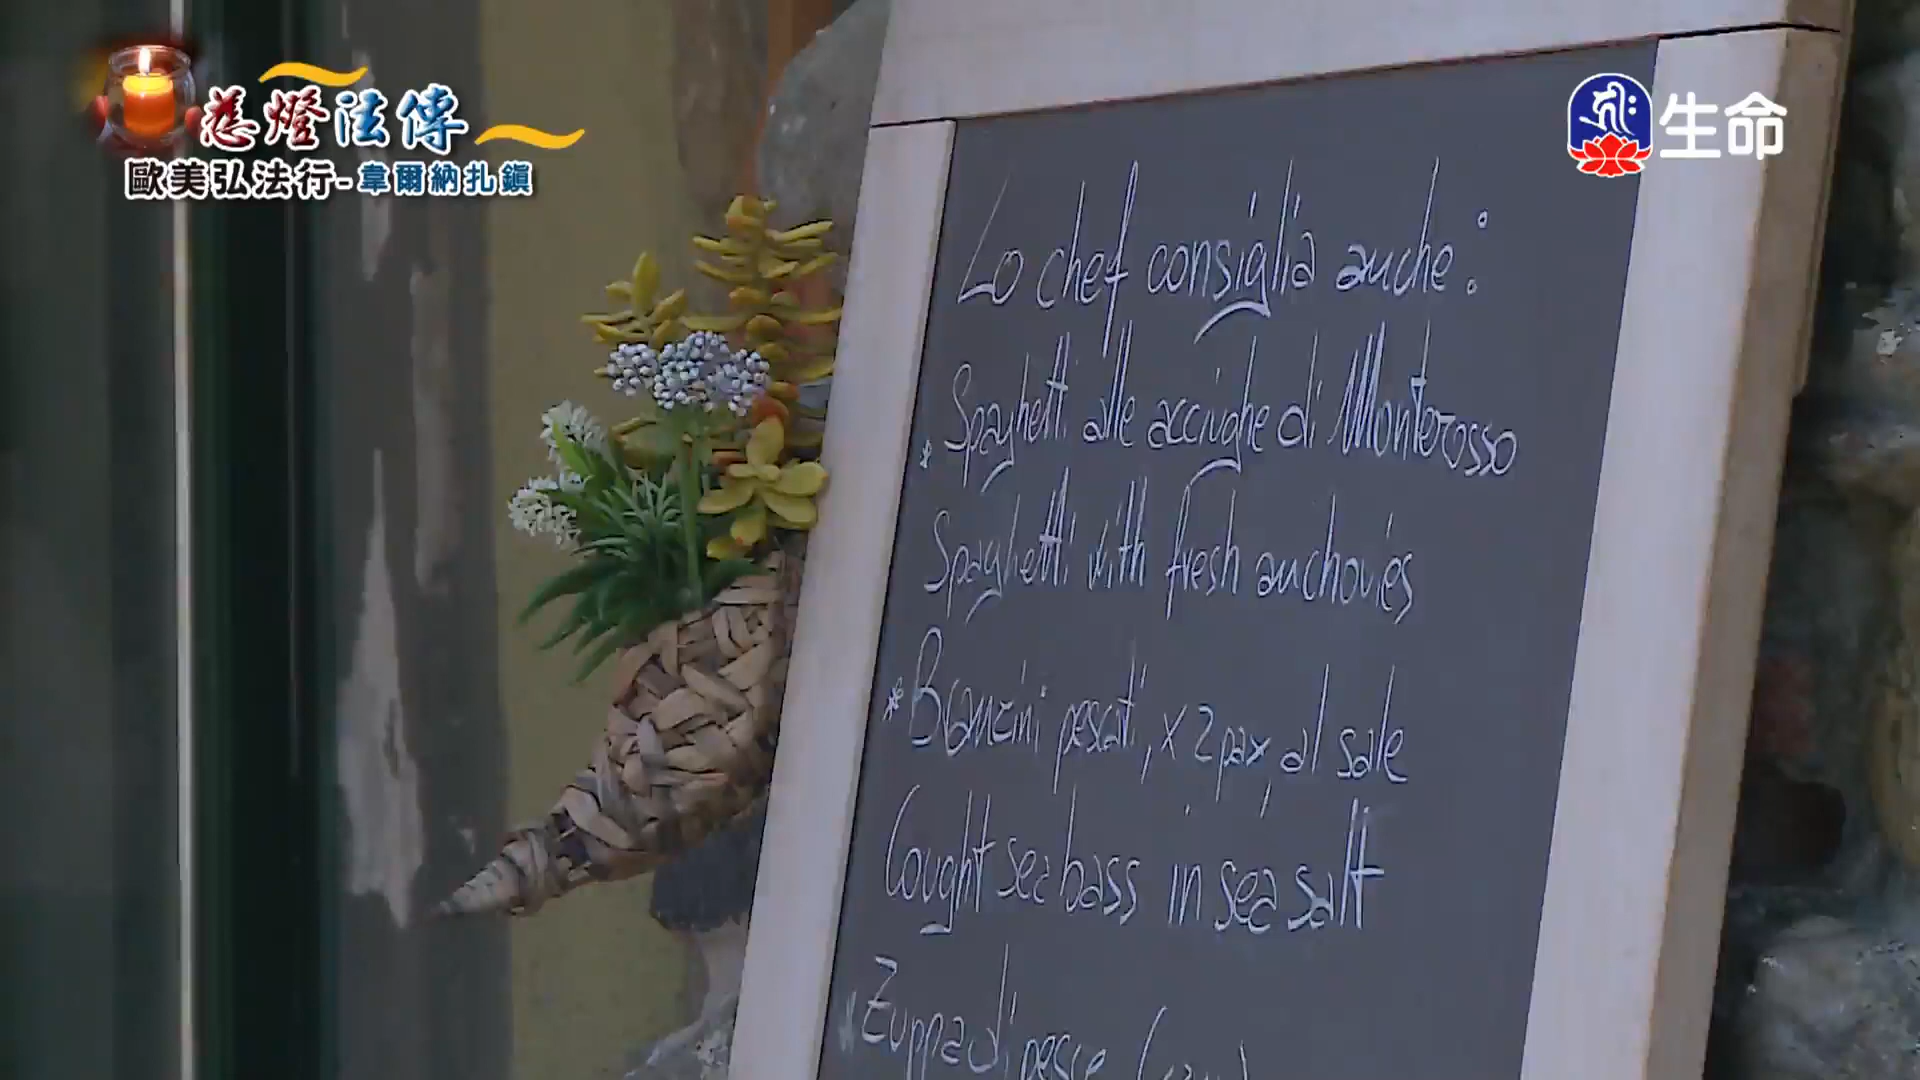 慈燈法傳
歐美弘法行-韋爾納扎鎮
生命
Lo chef consiglia anche:
* Spaghetti alle acciughe di Monterosso
Spaghetti with fresh anchovies
* Branzini pescati, x 2 pax, al sale
Cought sea bass in sea salt
* Zuppa di pesce